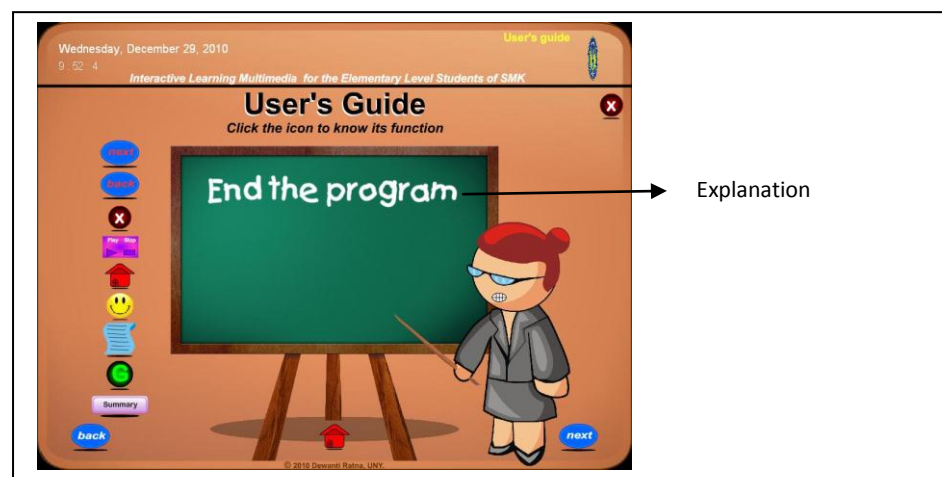 Wednesday, December 29, 2010
User's guide
9 : 52 4
Interactive Learning Multimedia for the Elementary Level Students of SMK
User's Guide
X
Click the icon to know its function
next
back
X
Play Stop
G
Summary
End the program
Explanation
back
next
© 2010 Dewanti Ratna, UNY.